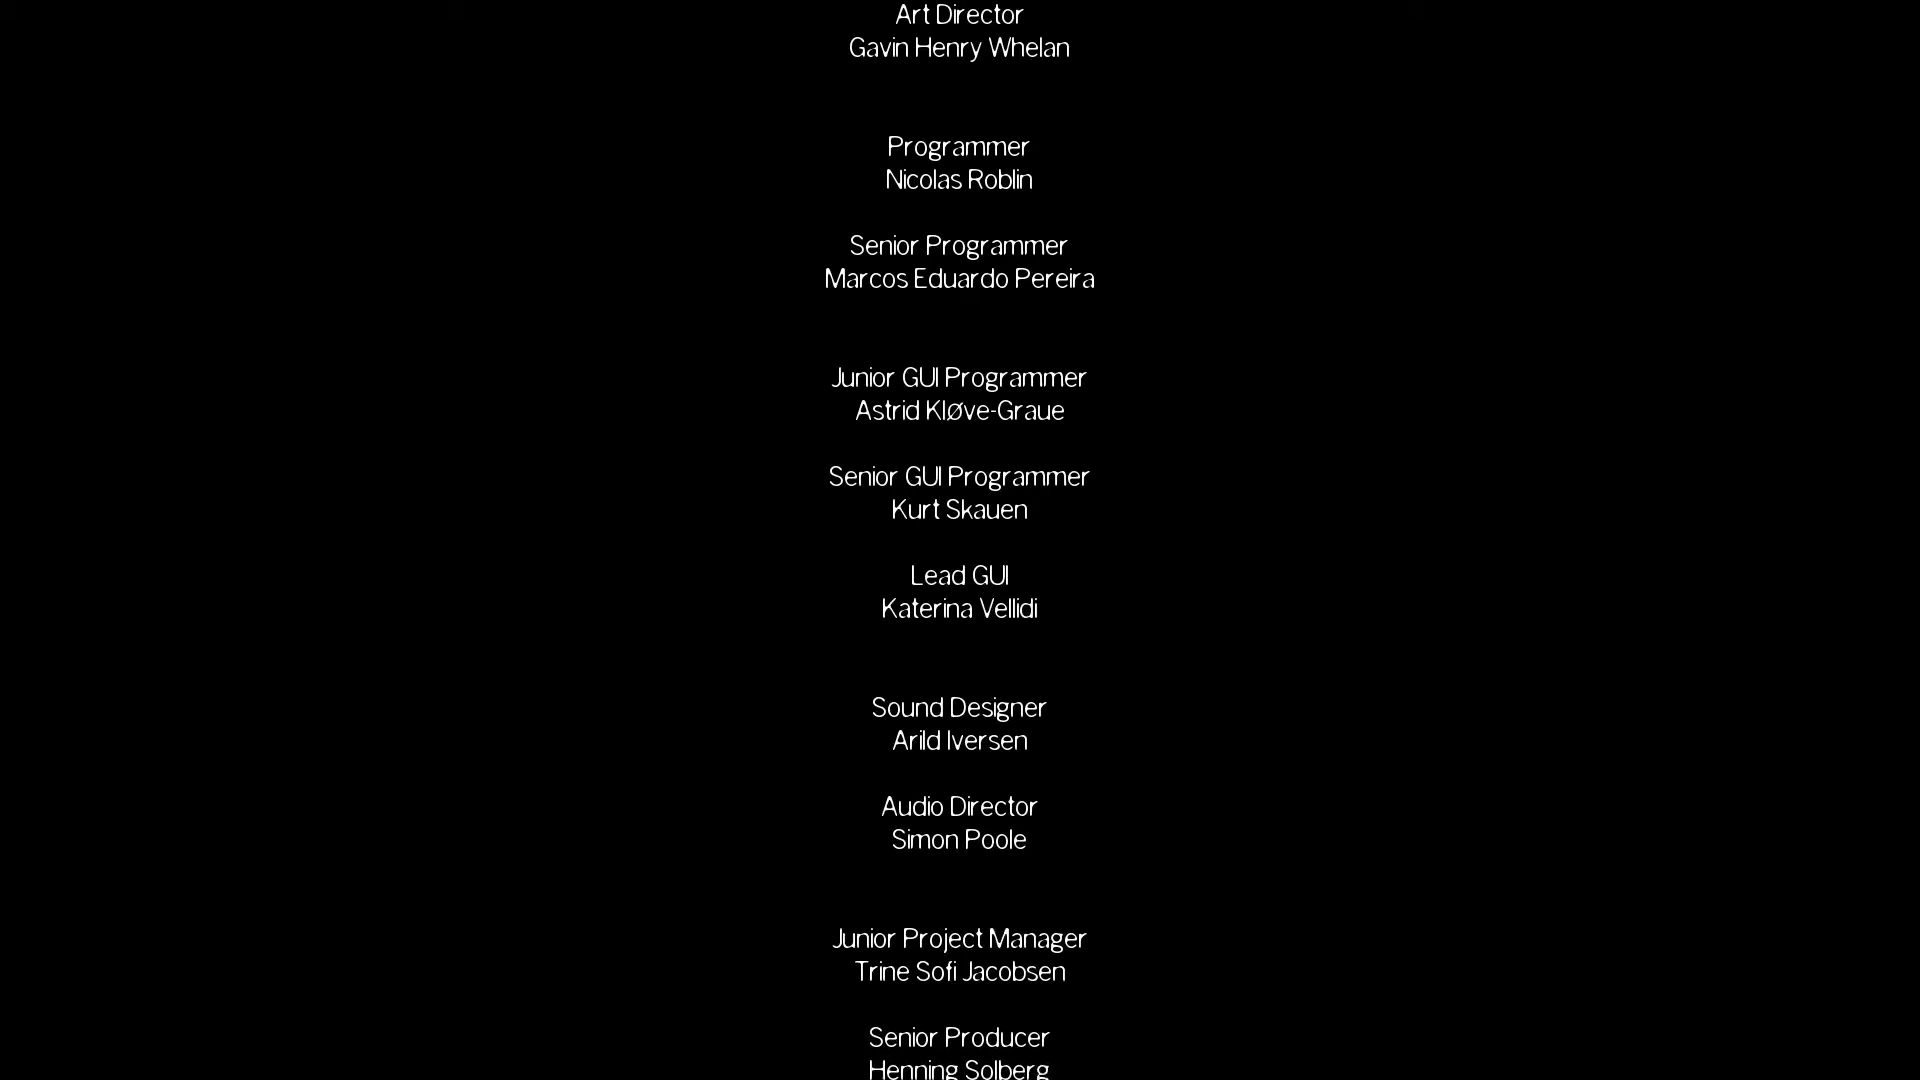 Art Director
Gavin Henry Whelan
Programmer
Nicolas Roblin
Senior Programmer
Marcos Eduardo Pereira
Junior GUI Programmer
Astrid Kløve-Graue
Senior GUI Programmer
Kurt Skauen
Lead GUI
Katerina Vellidi
Sound Designer
Arild Iversen
Audio Director
Simon Poole
Junior Project Manager
Trine Sofi Jacobsen
Senior Producer
Henning Solberg